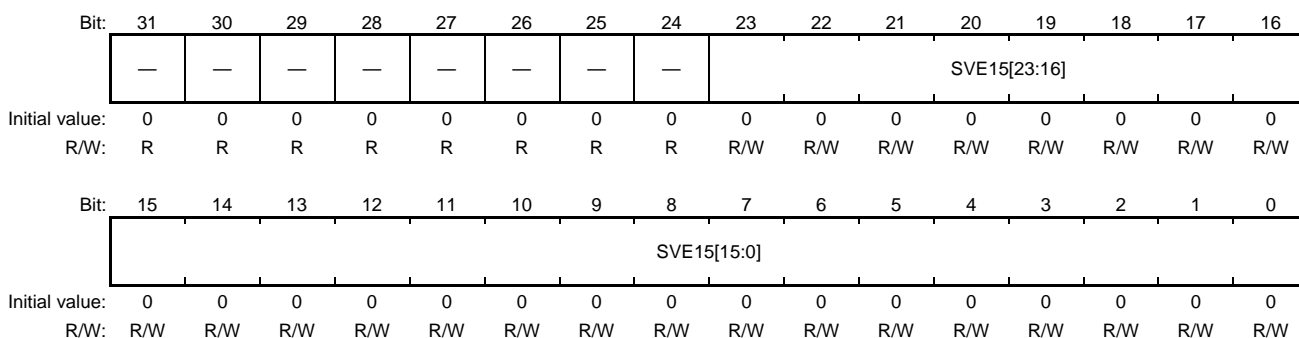 Bit: 31 30 29 28 27 26 25 24 23 22 21 20 19 18 17 16
— — — — — — — — SVE15[23:16]
Initial value: 0 0 0 0 0 0 0 0 0 0 0 0 0 0 0 0
R/W: R R R R R R R R R/W R/W R/W R/W R/W R/W R/W R/W
Bit: 15 14 13 12 11 10 9 8 7 6 5 4 3 2 1 0
SVE15[15:0]
Initial value: 0 0 0 0 0 0 0 0 0 0 0 0 0 0 0 0
R/W: R/W R/W R/W R/W R/W R/W R/W R/W R/W R/W R/W R/W R/W R/W R/W R/W